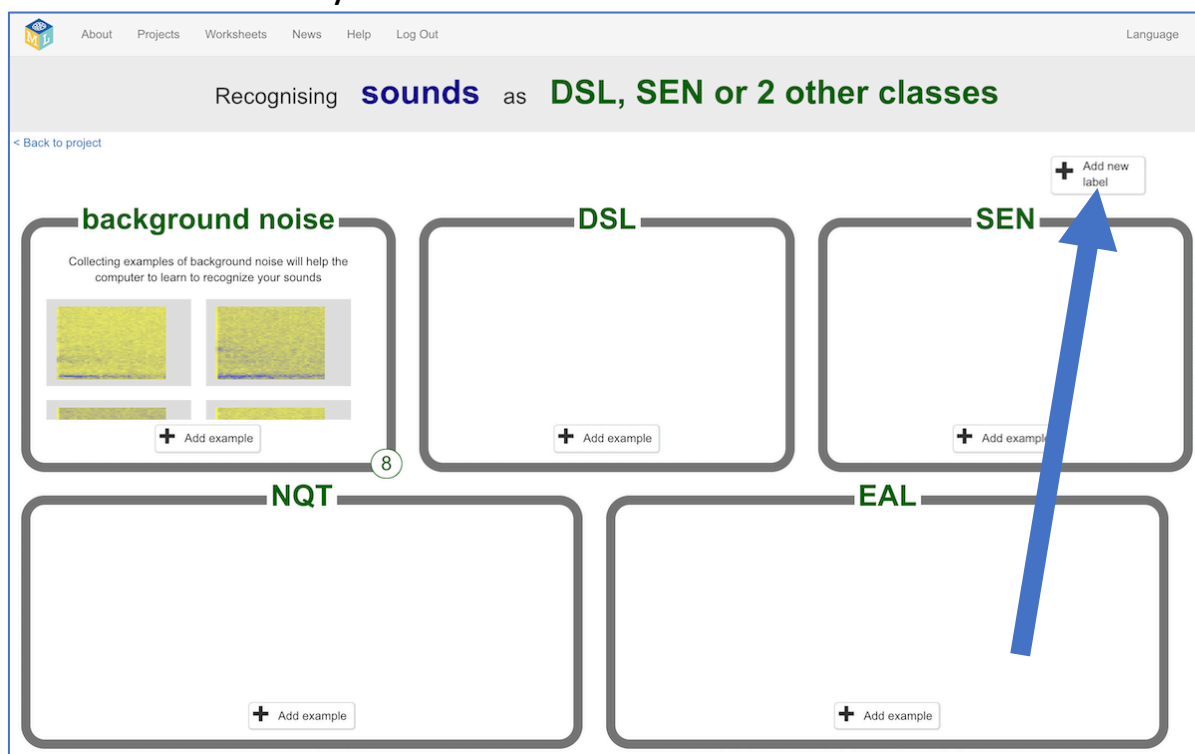 About Projects Worksheets News Help Log Out Language
Recognising sounds as DSL, SEN or 2 other classes
< Back to project
Add new
label
background noise
Collecting examples of background noise will help the
computer to learn to recognize your sounds
Add example
8
DSL
Add example
SEN
Add example
NQT
Add example
EAL
Add example